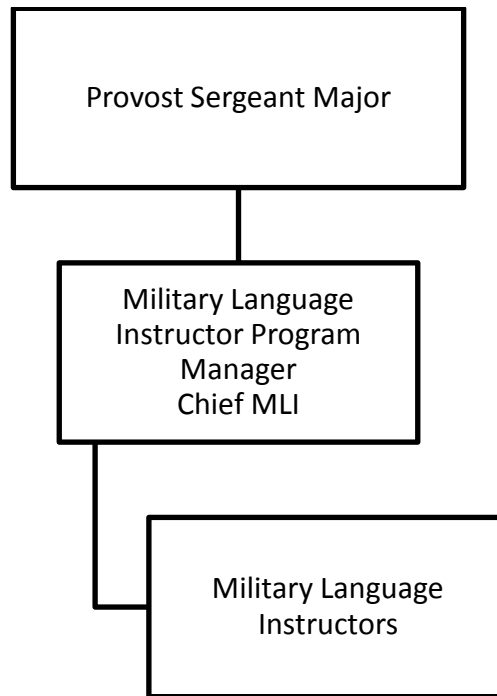 Provost Sergeant Major
Military Language
Instructor Program
Manager
Chief MLI
Military Language
Instructors